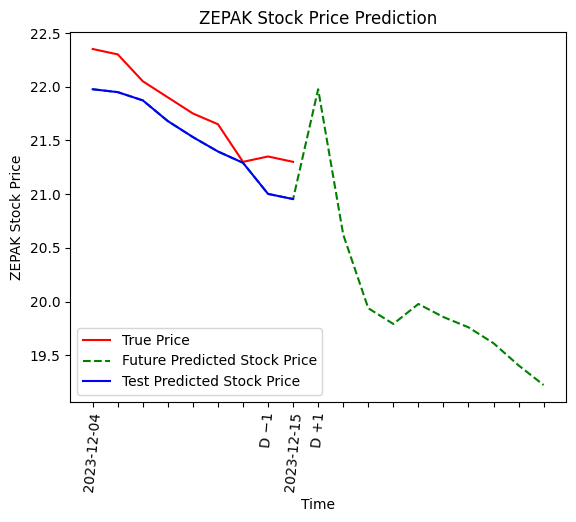 ZEPAK Stock Price Prediction
22.5
22.0
21.5
21.0
20.5
20.0
19.5
ZEPAK Stock Price
True Price
Future Predicted Stock Price
Test Predicted Stock Price
2023-12-04
D −1
2023-12-15
D +1
Time